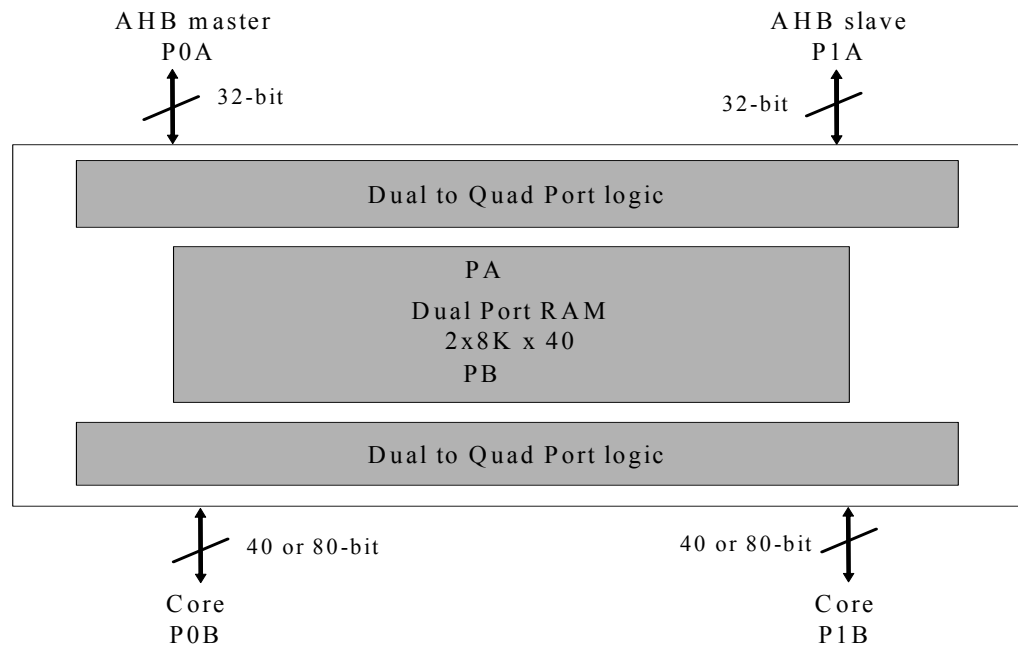 AHB master
P0A
AHB slave
P1A
32-bit
32-bit
Dual to Quad Port logic
PA
Dual Port RAM
2x8K x 40
PB
Dual to Quad Port logic
40 or 80-bit
40 or 80-bit
Core
P0B
Core
P1B